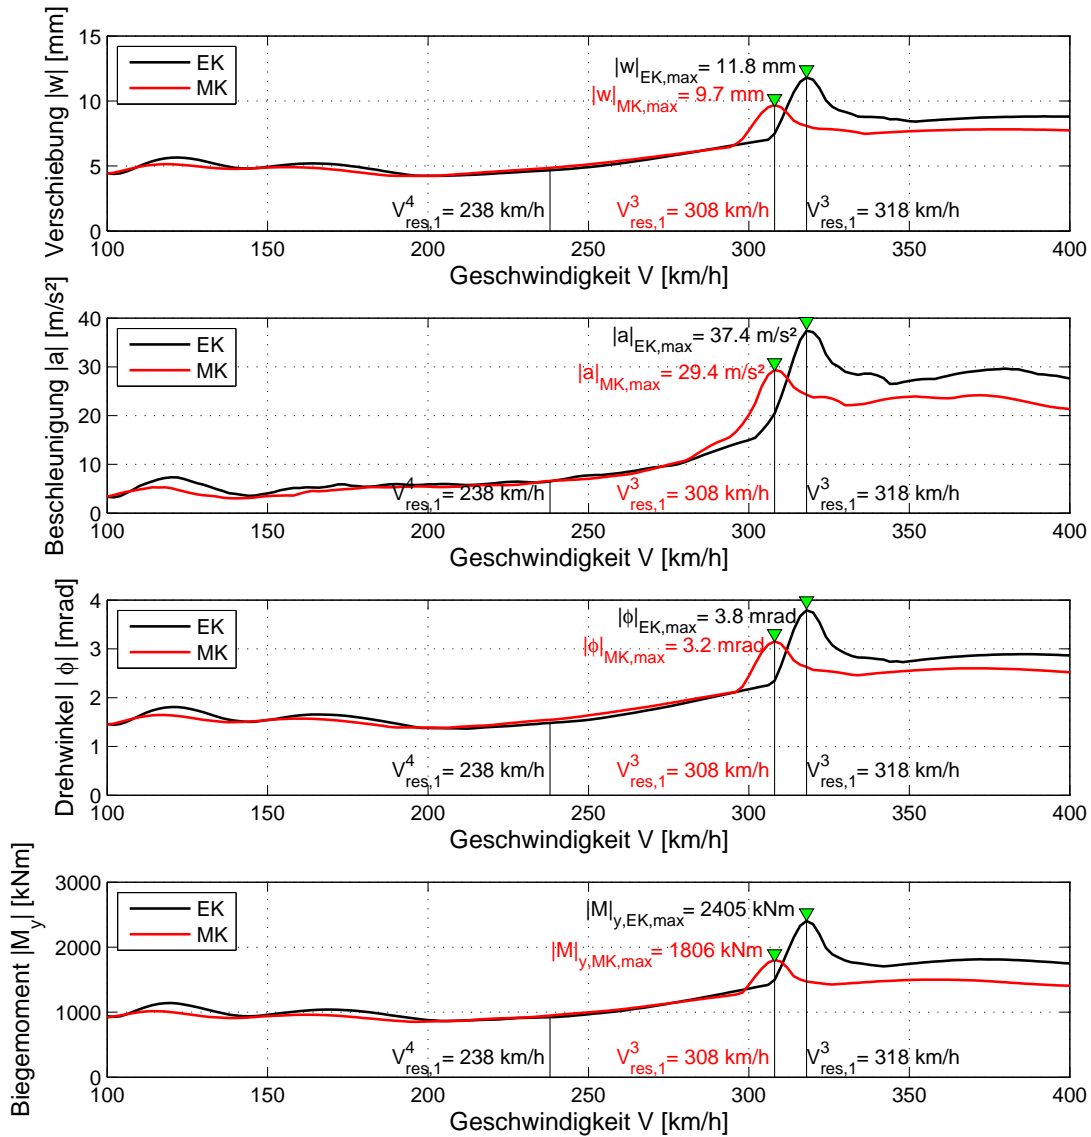 Verschiebung |w| [mm]
15
10
5
0
EK
MK
|w|EK,max= 11.8 mm
|w|MK,max= 9.7 mm
V⁴res,1= 238 km/h
V³res,1= 308 km/h
V³res,1= 318 km/h
100 150 200 250 300 350 400
Geschwindigkeit V [km/h]
Beschleunigung |a| [m/s²]
40
30
20
10
0
EK
MK
|a|EK,max= 37.4 m/s²
|a|MK,max= 29.4 m/s²
V⁴res,1= 238 km/h
V³res,1= 308 km/h
V³res,1= 318 km/h
100 150 200 250 300 350 400
Geschwindigkeit V [km/h]
Drehwinkel | ϕ| [mrad]
4
3
2
1
0
EK
MK
|ϕ|EK,max= 3.8 mrad
|ϕ|MK,max= 3.2 mrad
V⁴res,1= 238 km/h
V³res,1= 308 km/h
V³res,1= 318 km/h
100 150 200 250 300 350 400
Geschwindigkeit V [km/h]
Biegemoment |My| [kNm]
3000
2000
1000
0
EK
MK
|M|y,EK,max= 2405 kNm
|M|y,MK,max= 1806 kNm
V⁴res,1= 238 km/h
V³res,1= 308 km/h
V³res,1= 318 km/h
100 150 200 250 300 350 400
Geschwindigkeit V [km/h]